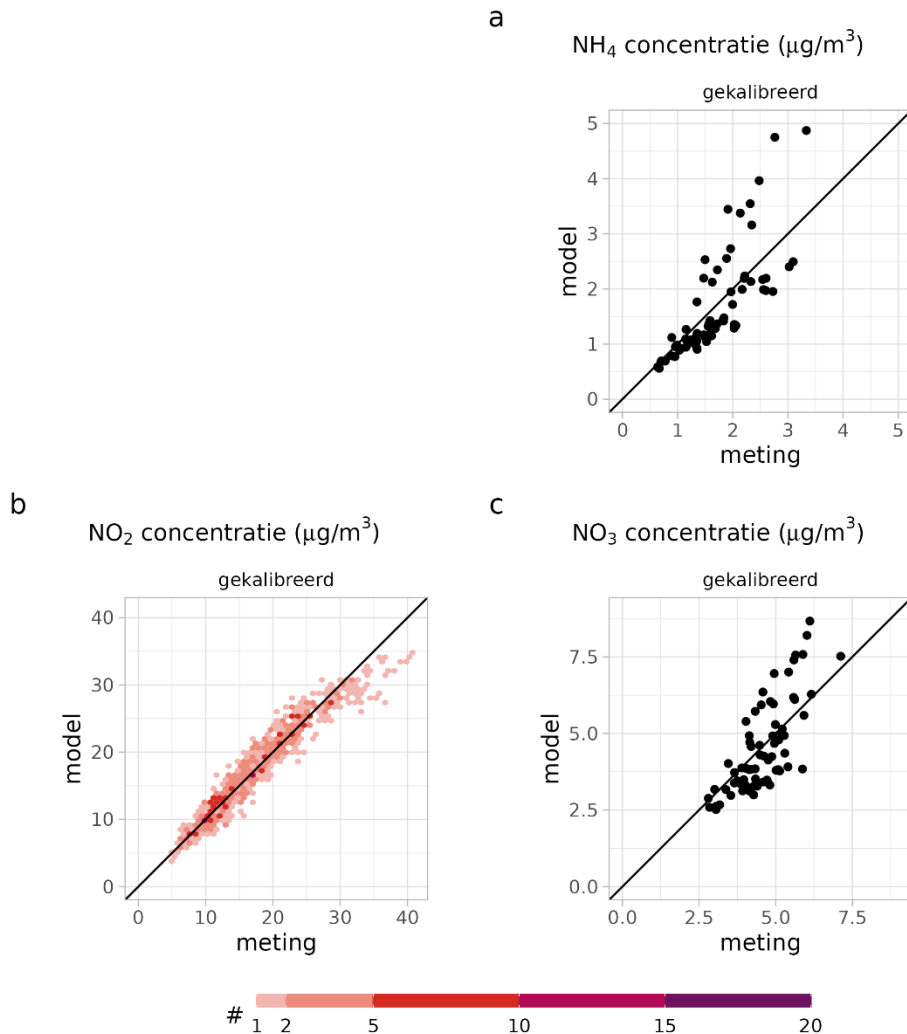 a
NH₄ concentratie (μg/m³)
gekalibreerd
5
4
3
2
1
0
model
0 1 2 3 4 5
meting
b
NO₂ concentratie (μg/m³)
gekalibreerd
40
30
20
10
0
model
0 10 20 30 40
meting
c
NO₃ concentratie (μg/m³)
gekalibreerd
7.5
5.0
2.5
0.0
model
0.0 2.5 5.0 7.5
meting
# 1 2 5 10 15 20